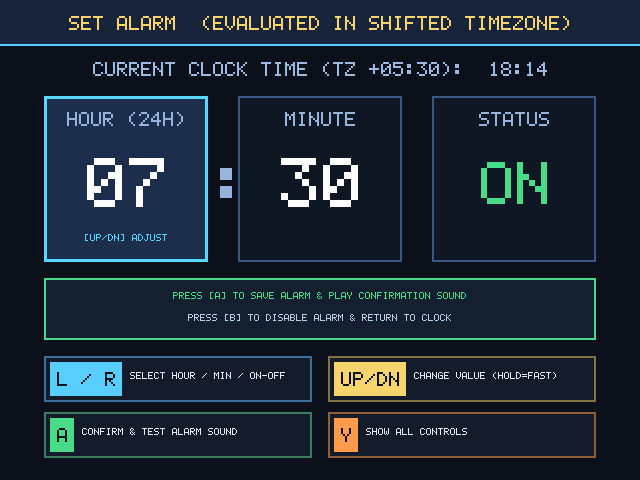 SET ALARM (EVALUATED IN SHIFTED TIMEZONE)
CURRENT CLOCK TIME (TZ +05:30): 18:14
HOUR (24H) MINUTE STATUS
07 : 30 ON
[UP/DN] ADJUST
PRESS [A] TO SAVE ALARM & PLAY CONFIRMATION SOUND
PRESS [B] TO DISABLE ALARM & RETURN TO CLOCK
L / R SELECT HOUR / MIN / ON-OFF UP/DN CHANGE VALUE (HOLD=FAST)
A CONFIRM & TEST ALARM SOUND Y SHOW ALL CONTROLS